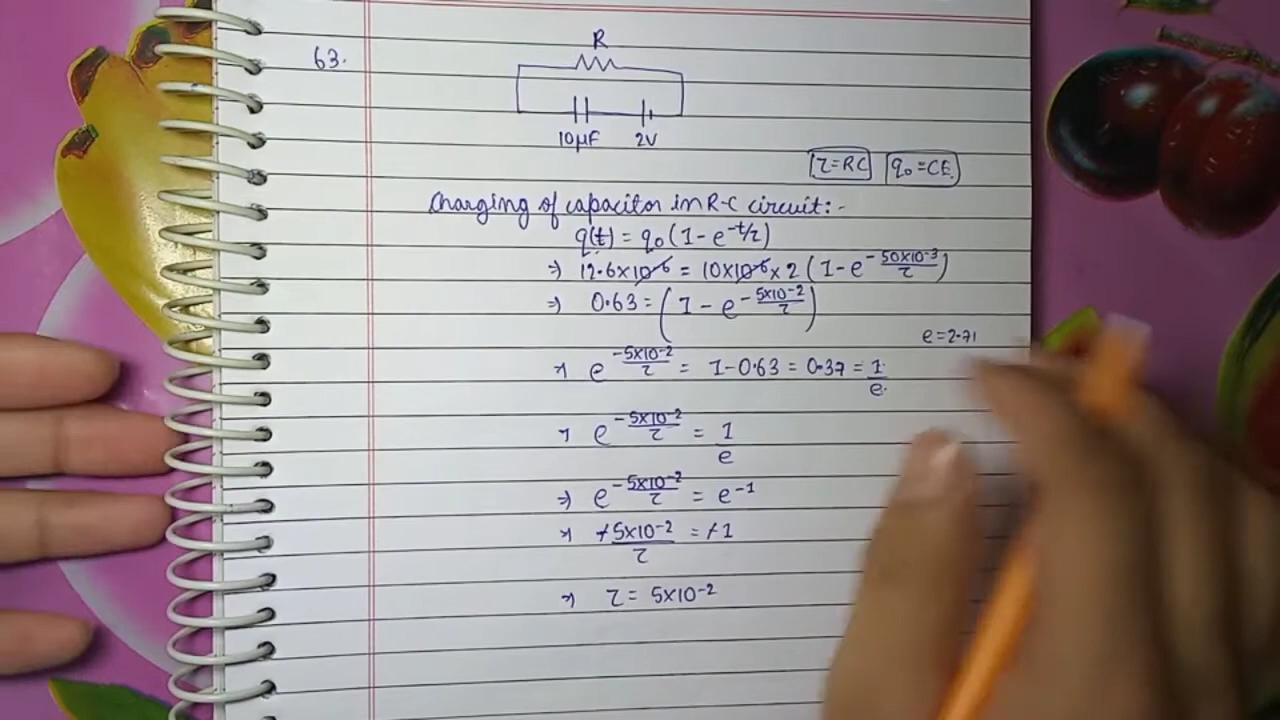 63.
R
10μF 2V
τ=RC q₀=CE
Charging of capacitor in R-C circuit:-
q(t) = q₀(1-e^-t/τ)
⇒ 12.6×10^-6 = 10×10^-6×2(1-e^-50×10^-3/τ)
⇒ 0.63 = (1-e^-5×10^-2/τ)
e=2.71
⇒ e^-5×10^-2/τ = 1-0.63 = 0.37 = 1/e
⇒ e^-5×10^-2/τ = 1/e
⇒ e^-5×10^-2/τ = e^-1
⇒ -5×10^-2/τ = -1
⇒ τ = 5×10^-2